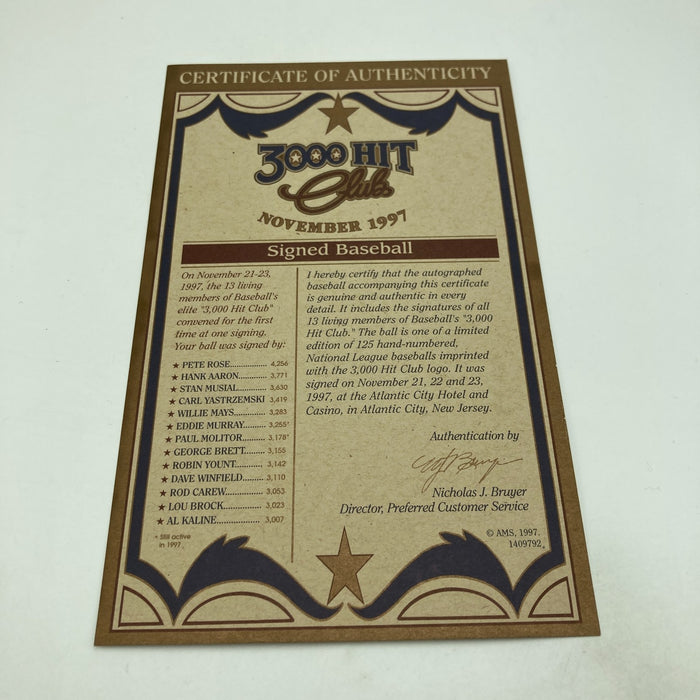 CERTIFICATE OF AUTHENTICITY
3000 HIT
Club
NOVEMBER 1997
Signed Baseball
On November 21-23,
1997, the 13 living
members of Baseball's
elite "3,000 Hit Club"
convened for the first
time at one signing.
Your ball was signed by:
★ PETE ROSE.................. 4,256
★ HANK AARON............. 3,771
★ STAN MUSIAL............. 3,630
★ CARL YASTRZEMSKI 3,419
★ WILLIE MAYS............. 3,283
★ EDDIE MURRAY....... 3,255*
★ PAUL MOLITOR......... 3,178*
★ GEORGE BRETT......... 3,155
★ ROBIN YOUNT............ 3,142
★ DAVE WINFIELD......... 3,110
★ ROD CAREW............... 3,053
★ LOU BROCK................ 3,023
★ AL KALINE.................. 3,007
* Still active
in 1997
I hereby certify that the autographed
baseball accompanying this certificate
is genuine and authentic in every
detail. It includes the signatures of all
13 living members of Baseball's "3,000
Hit Club." The ball is one of a limited
edition of 125 hand-numbered,
National League baseballs imprinted
with the 3,000 Hit Club logo. It was
signed on November 21, 22 and 23,
1997, at the Atlantic City Hotel and
Casino, in Atlantic City, New Jersey.
Authentication by
Nicholas J. Bruyer
Director, Preferred Customer Service
© AMS, 1997.
1409792